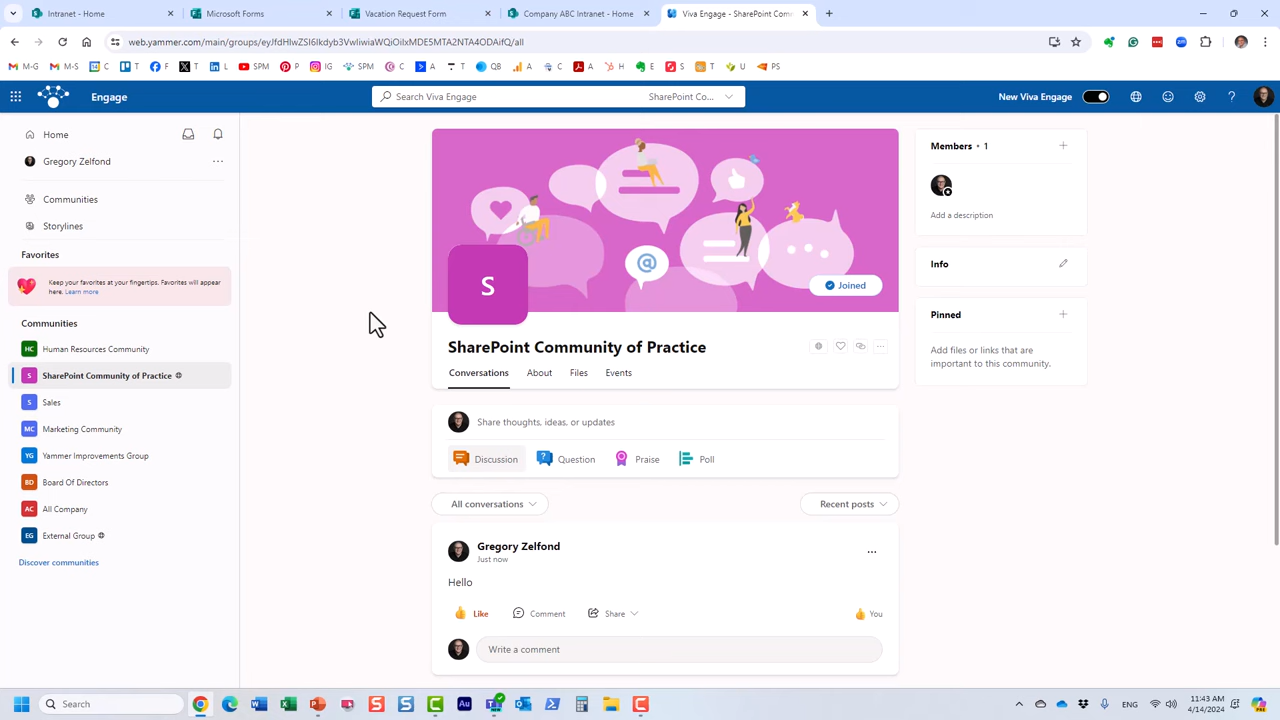 Intranet - Home
Microsoft Forms
Vacation Request Form
Company ABC Intranet - Home
Viva Engage - SharePoint Com
web.yammer.com/main/groups/eyJfdHlwZSI6Ikdyb3VwIiwiaWQiOiIxMDE5MTA2NTA4ODAifQ/all
M-G
M-S
C
T
F
T
L
SPM
P
IG
SPM
C
A
T
QB
A
C
A
H
E
S
T
U
PS
Engage
Search Viva Engage
SharePoint Co...
New Viva Engage
Home
Gregory Zelfond
Communities
Storylines
Favorites
Keep your favorites at your fingertips. Favorites will appear
here. Learn more
Communities
HC Human Resources Community
S SharePoint Community of Practice
S Sales
MC Marketing Community
YG Yammer Improvements Group
BD Board Of Directors
AC All Company
EG External Group
Discover communities
@
S
Joined
SharePoint Community of Practice
Conversations About Files Events
Share thoughts, ideas, or updates
Discussion Question Praise Poll
All conversations
Recent posts
Gregory Zelfond
Just now
Hello
Like Comment Share
You
Write a comment
Members • 1
Add a description
Info
Pinned
Add files or links that are
important to this community.
Search
ENG
11:43 AM
4/14/2024